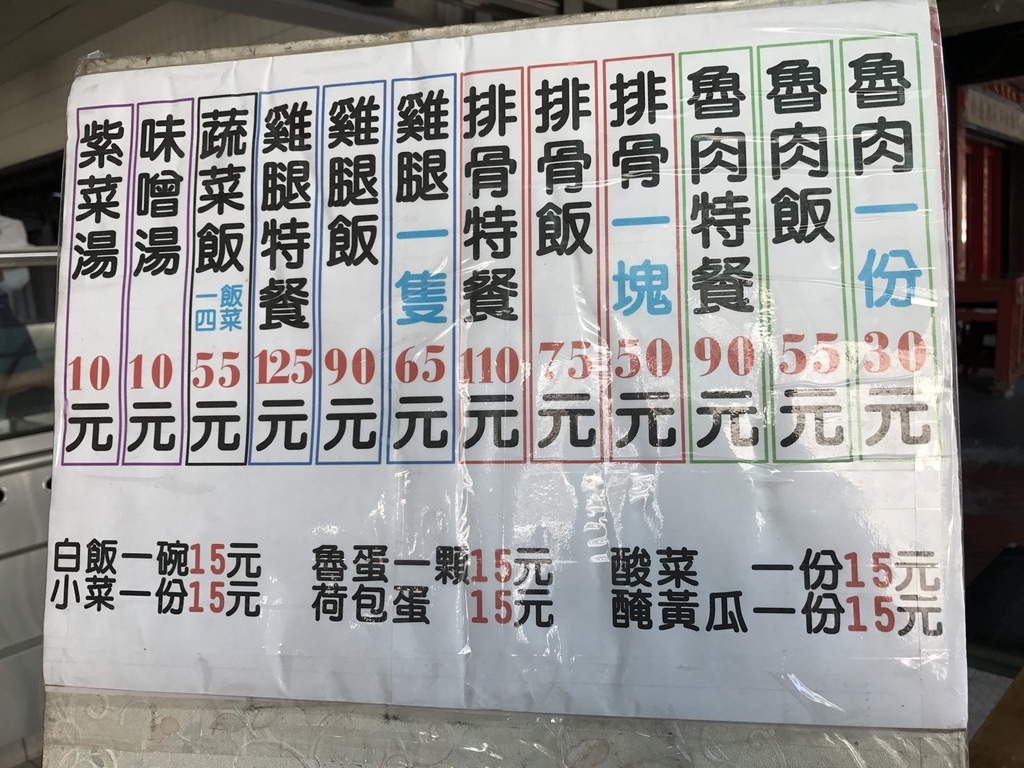 魯肉一份30元
魯肉飯55元
魯肉特餐90元
排骨一塊50元
排骨飯75元
排骨特餐110元
雞腿一隻65元
雞腿飯90元
雞腿特餐125元
蔬菜飯一飯四菜55元
味噌湯10元
紫菜湯10元
白飯一碗15元 魯蛋一顆15元 酸菜 一份15元
小菜一份15元 荷包蛋 15元 醃黃瓜一份15元